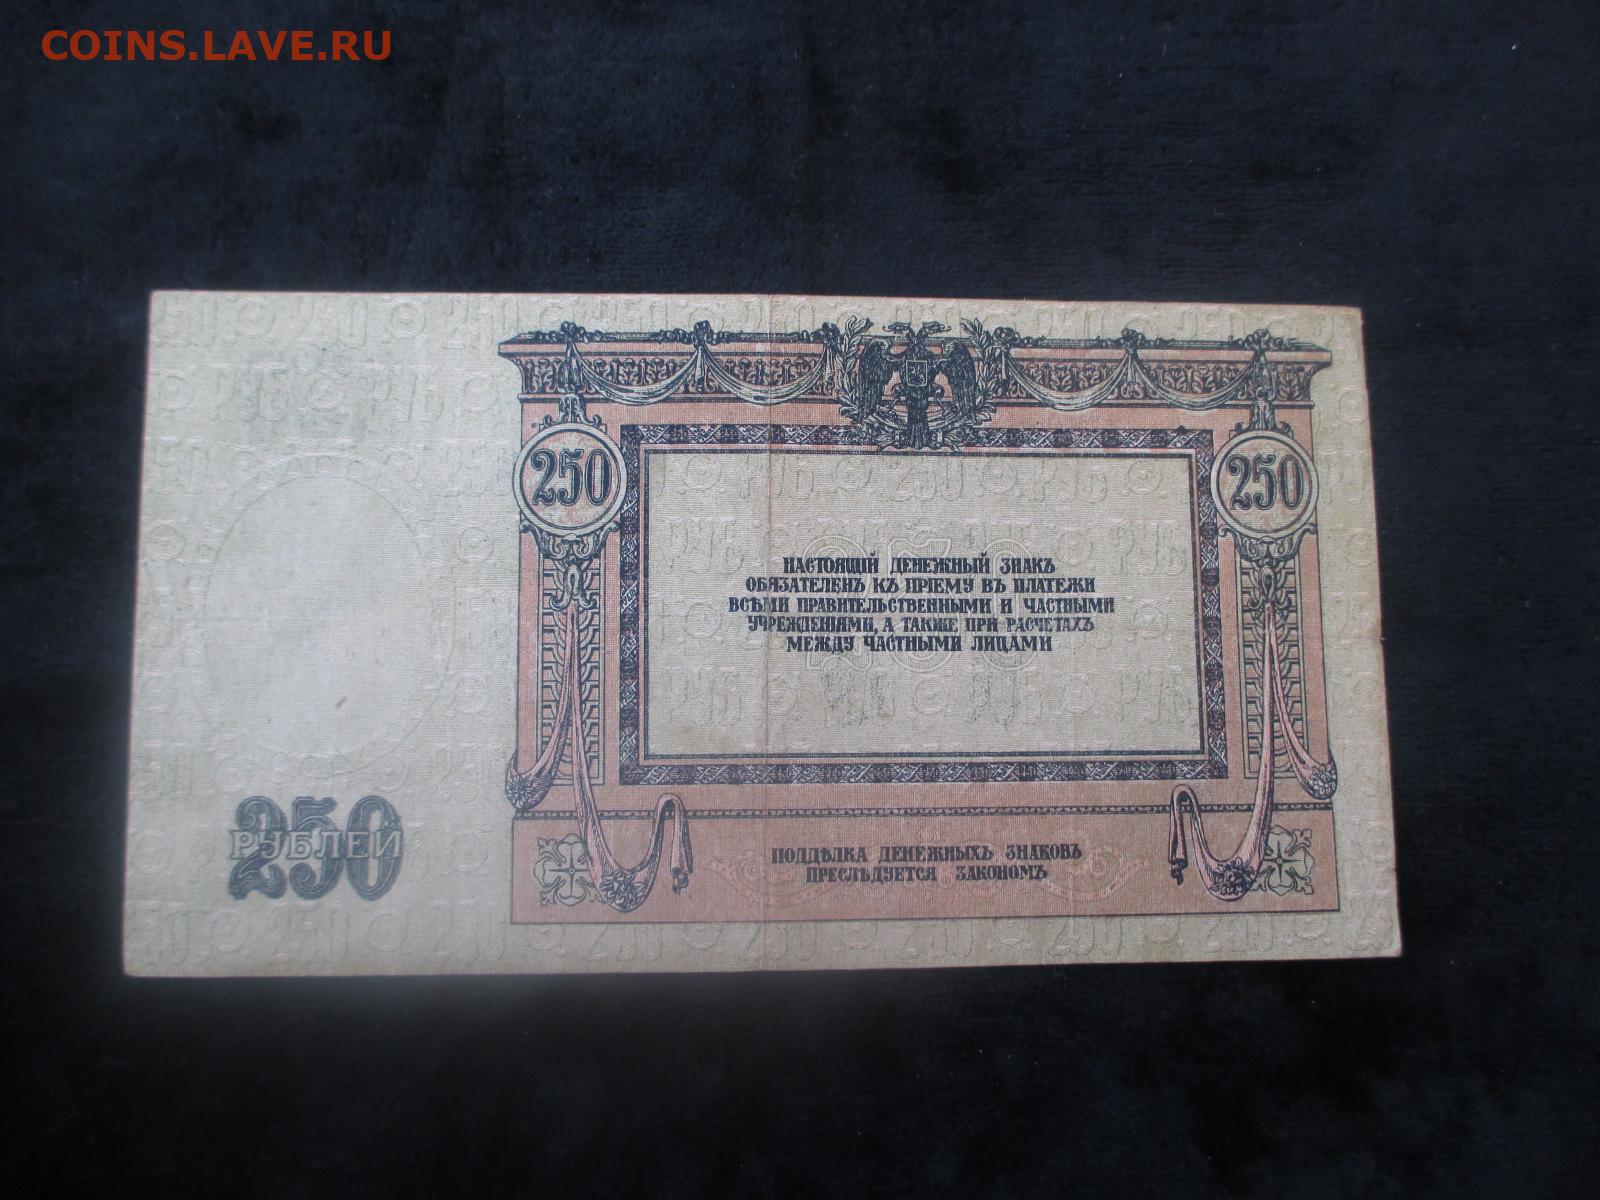 COINS.LAVE.RU
250
250
НАСТОЯЩІЙ ДЕНЕЖНЫЙ ЗНАКЪ
ОБЯЗАТЕЛЕНЪ КЪ ПРІЕМУ ВЪ ПЛАТЕЖИ
ВСѢМИ ПРАВИТЕЛЬСТВЕННЫМИ И ЧАСТНЫМИ
УЧРЕЖДЕНІЯМИ, А ТАКЖЕ ПРИ РАСЧЕТАХЪ
МЕЖДУ ЧАСТНЫМИ ЛИЦАМИ
250
РУБЛЕЙ
ПОДДѢЛКА ДЕНЕЖНЫХЪ ЗНАКОВЪ
ПРЕСЛѢДУЕТСЯ ЗАКОНОМЪ